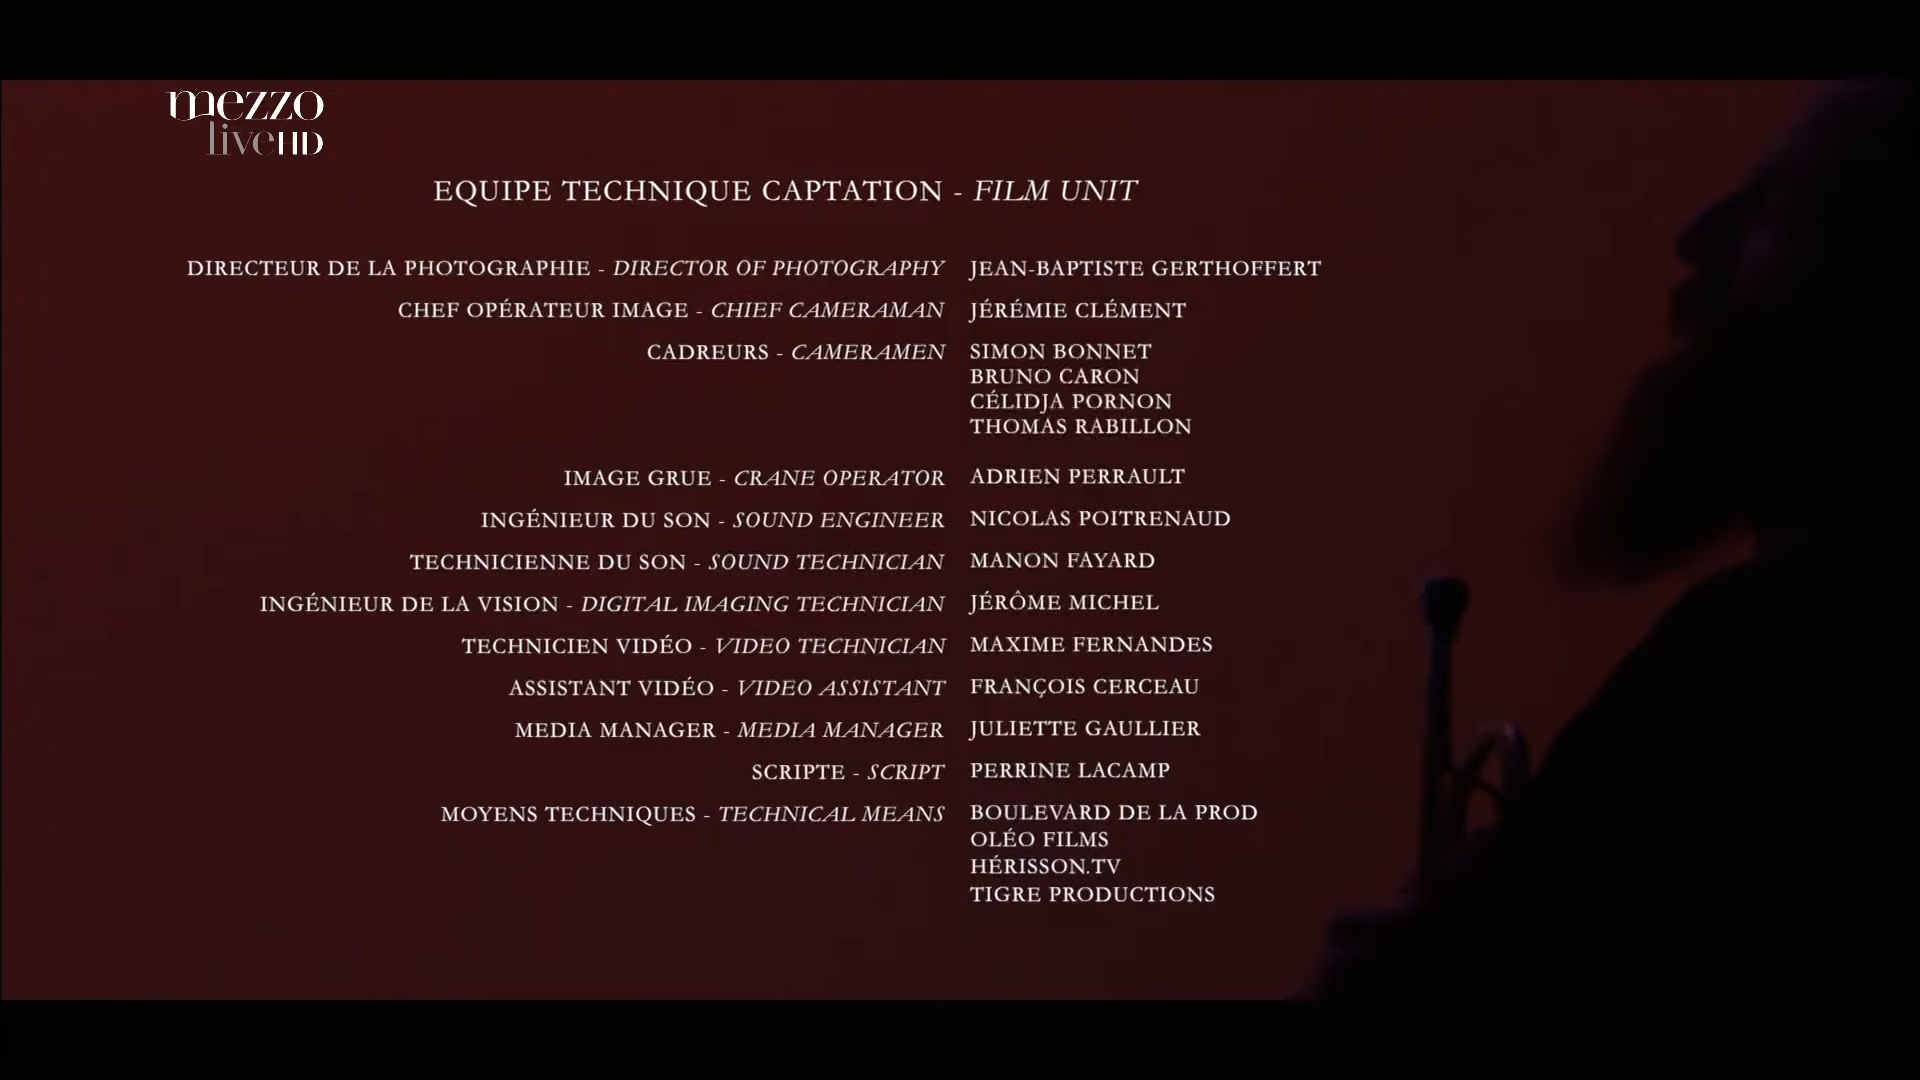 mezzo
liveHD
EQUIPE TECHNIQUE CAPTATION - FILM UNIT
DIRECTEUR DE LA PHOTOGRAPHIE - DIRECTOR OF PHOTOGRAPHY JEAN-BAPTISTE GERTHOFFERT
CHEF OPÉRATEUR IMAGE - CHIEF CAMERAMAN JÉRÉMIE CLÉMENT
CADREURS - CAMERAMEN SIMON BONNET
BRUNO CARON
CÉLIDJA PORNON
THOMAS RABILLON
IMAGE GRUE - CRANE OPERATOR ADRIEN PERRAULT
INGÉNIEUR DU SON - SOUND ENGINEER NICOLAS POITRENAUD
TECHNICIENNE DU SON - SOUND TECHNICIAN MANON FAYARD
INGÉNIEUR DE LA VISION - DIGITAL IMAGING TECHNICIAN JÉRÔME MICHEL
TECHNICIEN VIDÉO - VIDEO TECHNICIAN MAXIME FERNANDES
ASSISTANT VIDÉO - VIDEO ASSISTANT FRANÇOIS CERCEAU
MEDIA MANAGER - MEDIA MANAGER JULIETTE GAULLIER
SCRIPTE - SCRIPT PERRINE LACAMP
MOYENS TECHNIQUES - TECHNICAL MEANS BOULEVARD DE LA PROD
OLÉO FILMS
HÉRISSON.TV
TIGRE PRODUCTIONS